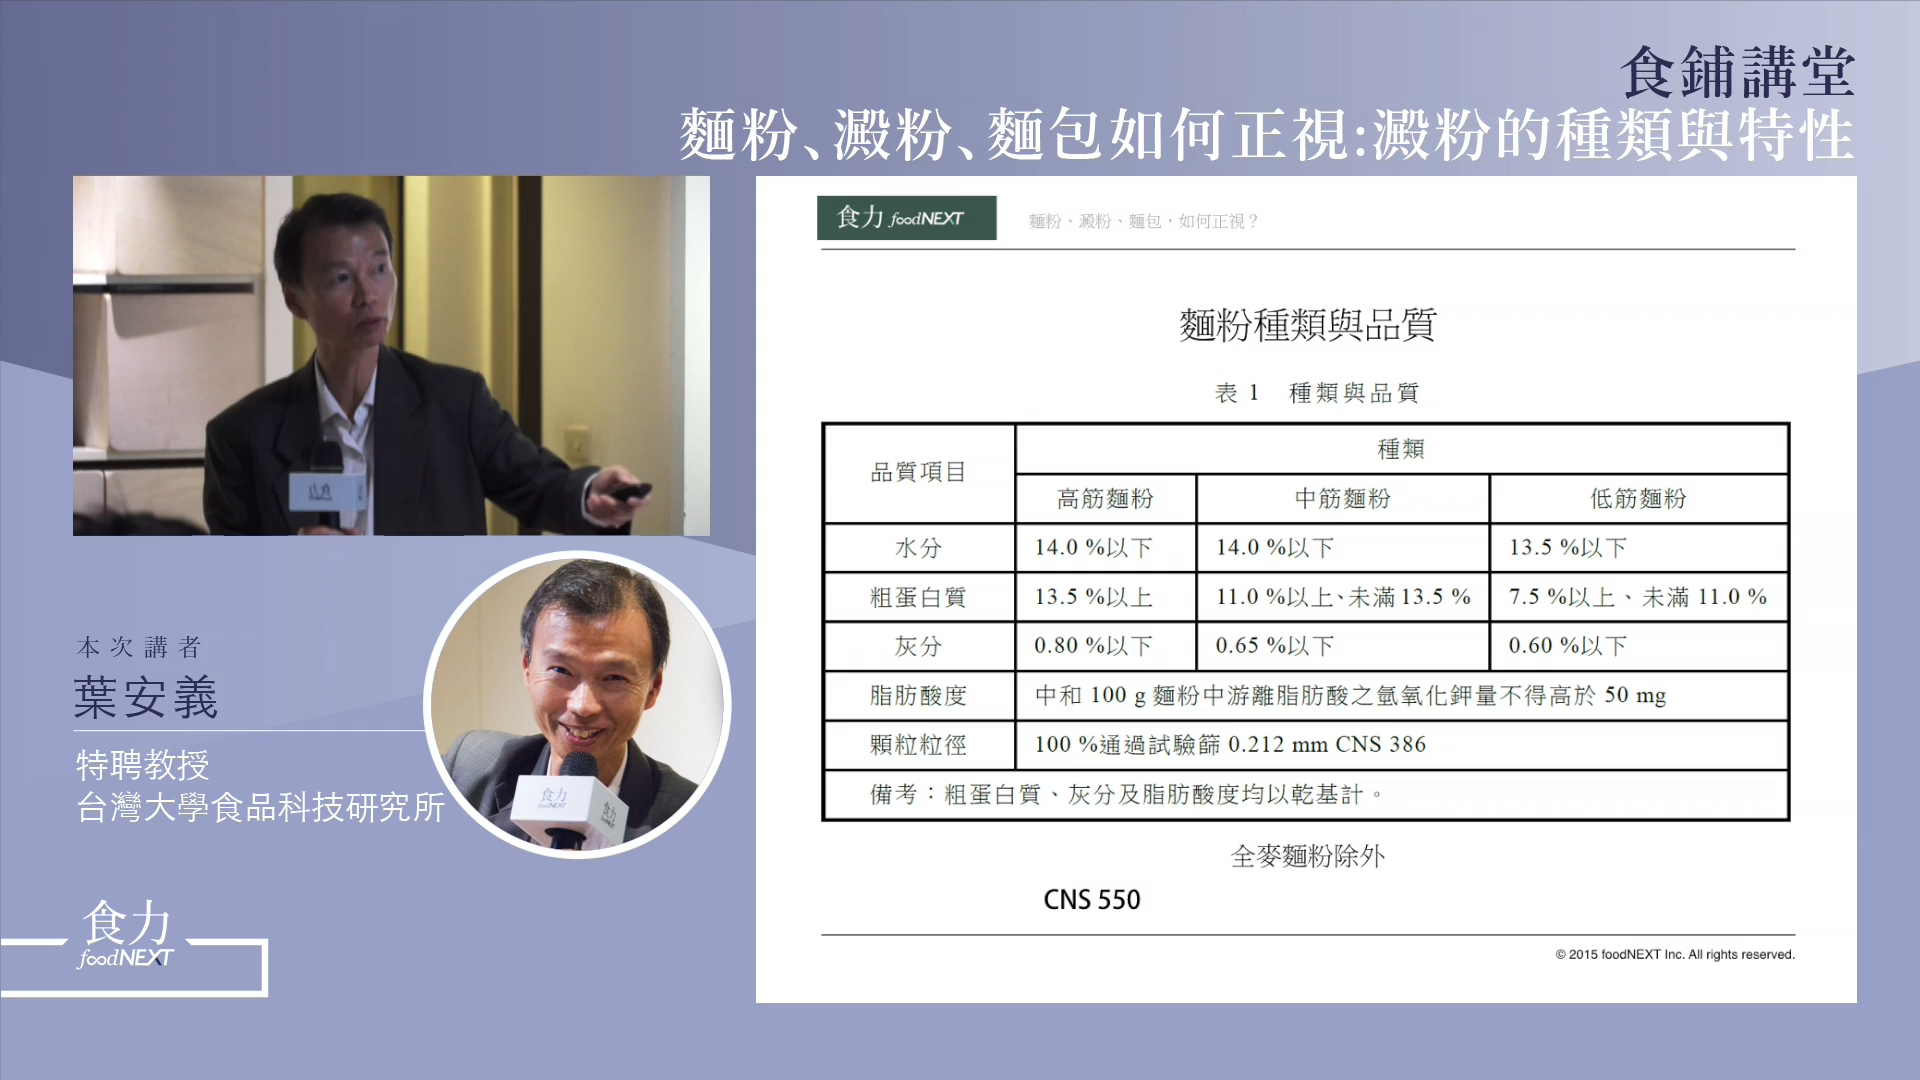 食鋪講堂
麵粉、澱粉、麵包如何正視:澱粉的種類與特性
食力 foodNEXT
麵粉、澱粉、麵包，如何正視？
麵粉種類與品質
表 1 種類與品質
品質項目
種類
高筋麵粉 中筋麵粉 低筋麵粉
水分 14.0 %以下 14.0 %以下 13.5 %以下
粗蛋白質 13.5 %以上 11.0 %以上、未滿 13.5 % 7.5 %以上、未滿 11.0 %
灰分 0.80 %以下 0.65 %以下 0.60 %以下
脂肪酸度 中和 100 g 麵粉中游離脂肪酸之氫氧化鉀量不得高於 50 mg
顆粒粒徑 100 %通過試驗篩 0.212 mm CNS 386
備考：粗蛋白質、灰分及脂肪酸度均以乾基計。
全麥麵粉除外
CNS 550
© 2015 foodNEXT Inc. All rights reserved.
食力
本次講者
葉安義
特聘教授
台灣大學食品科技研究所
食力
foodNEXT
食力
食力
foodNEXT